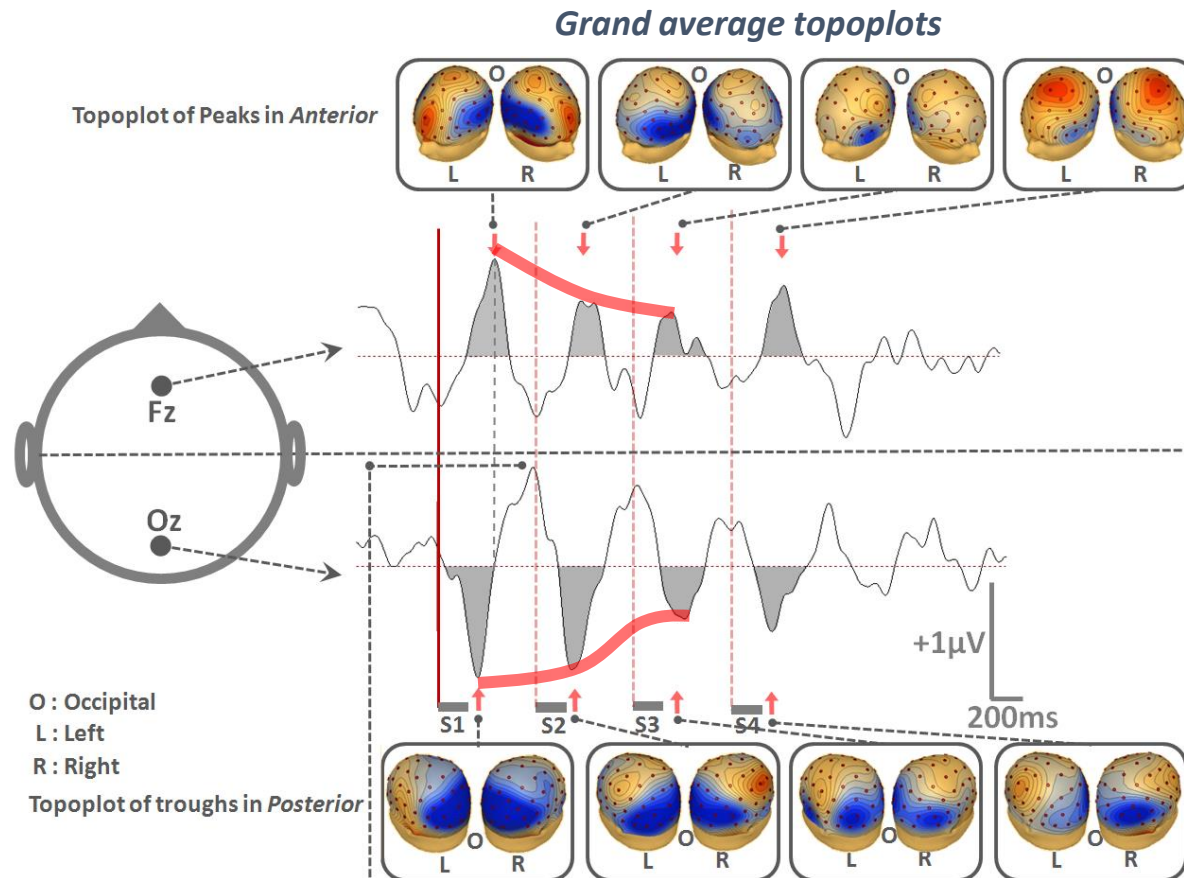 Grand average topoplots
O O O O
Topoplot of Peaks in Anterior
L R L R L R L R
Fz
Oz
+1μV
O : Occipital
L : Left
R : Right
S1 S2 S3 S4
200ms
Topoplot of troughs in Posterior
O O O O
L R L R L R L R